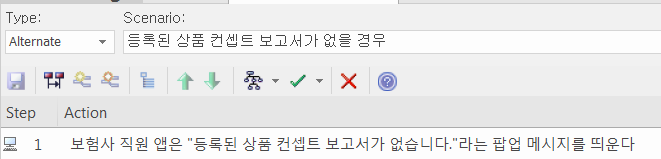 Type: Scenario:
Alternate 등록된 상품 컨셉트 보고서가 없을 경우
Step Action
1 보험사 직원 앱은 "등록된 상품 컨셉트 보고서가 없습니다."라는 팝업 메시지를 띄운다